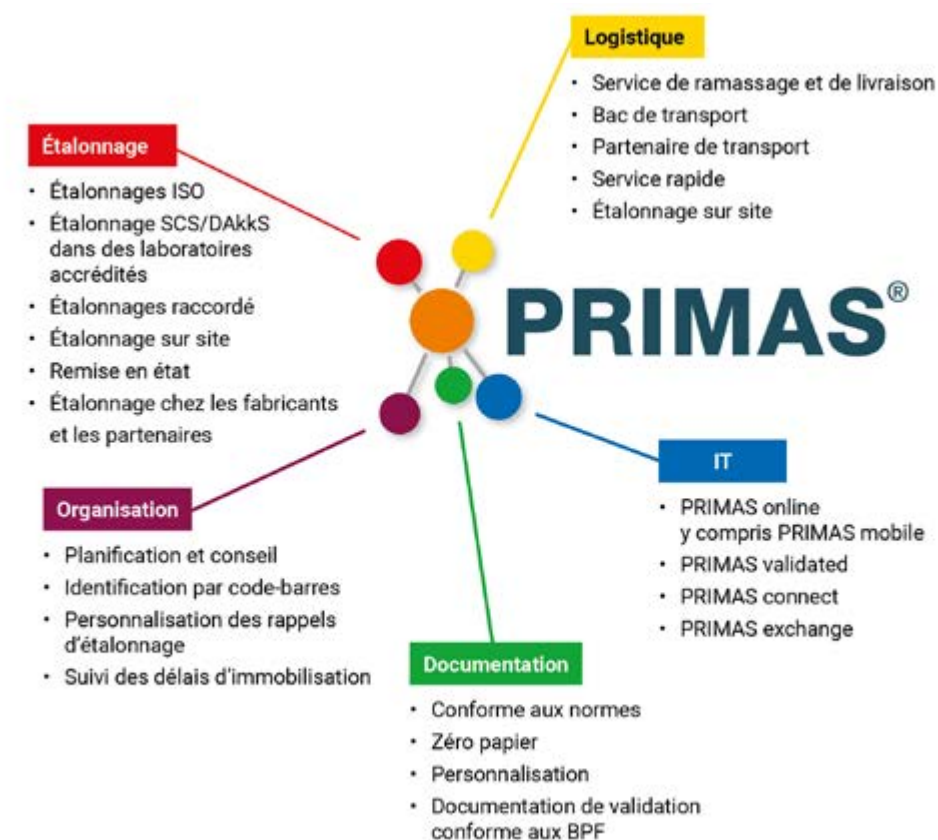 Logistique
• Service de ramassage et de livraison
• Bac de transport
• Partenaire de transport
• Service rapide
• Étalonnage sur site
Étalonnage
• Étalonnages ISO
• Étalonnage SCS/DAkkS
dans des laboratoires
accrédités
• Étalonnages raccordé
• Étalonnage sur site
• Remise en état
• Étalonnage chez les fabricants
et les partenaires
PRIMAS®
IT
• PRIMAS online
y compris PRIMAS mobile
• PRIMAS validated
• PRIMAS connect
• PRIMAS exchange
Organisation
• Planification et conseil
• Identification par code-barres
• Personnalisation des rappels
d'étalonnage
• Suivi des délais d'immobilisation
Documentation
• Conforme aux normes
• Zéro papier
• Personnalisation
• Documentation de validation
conforme aux BPF